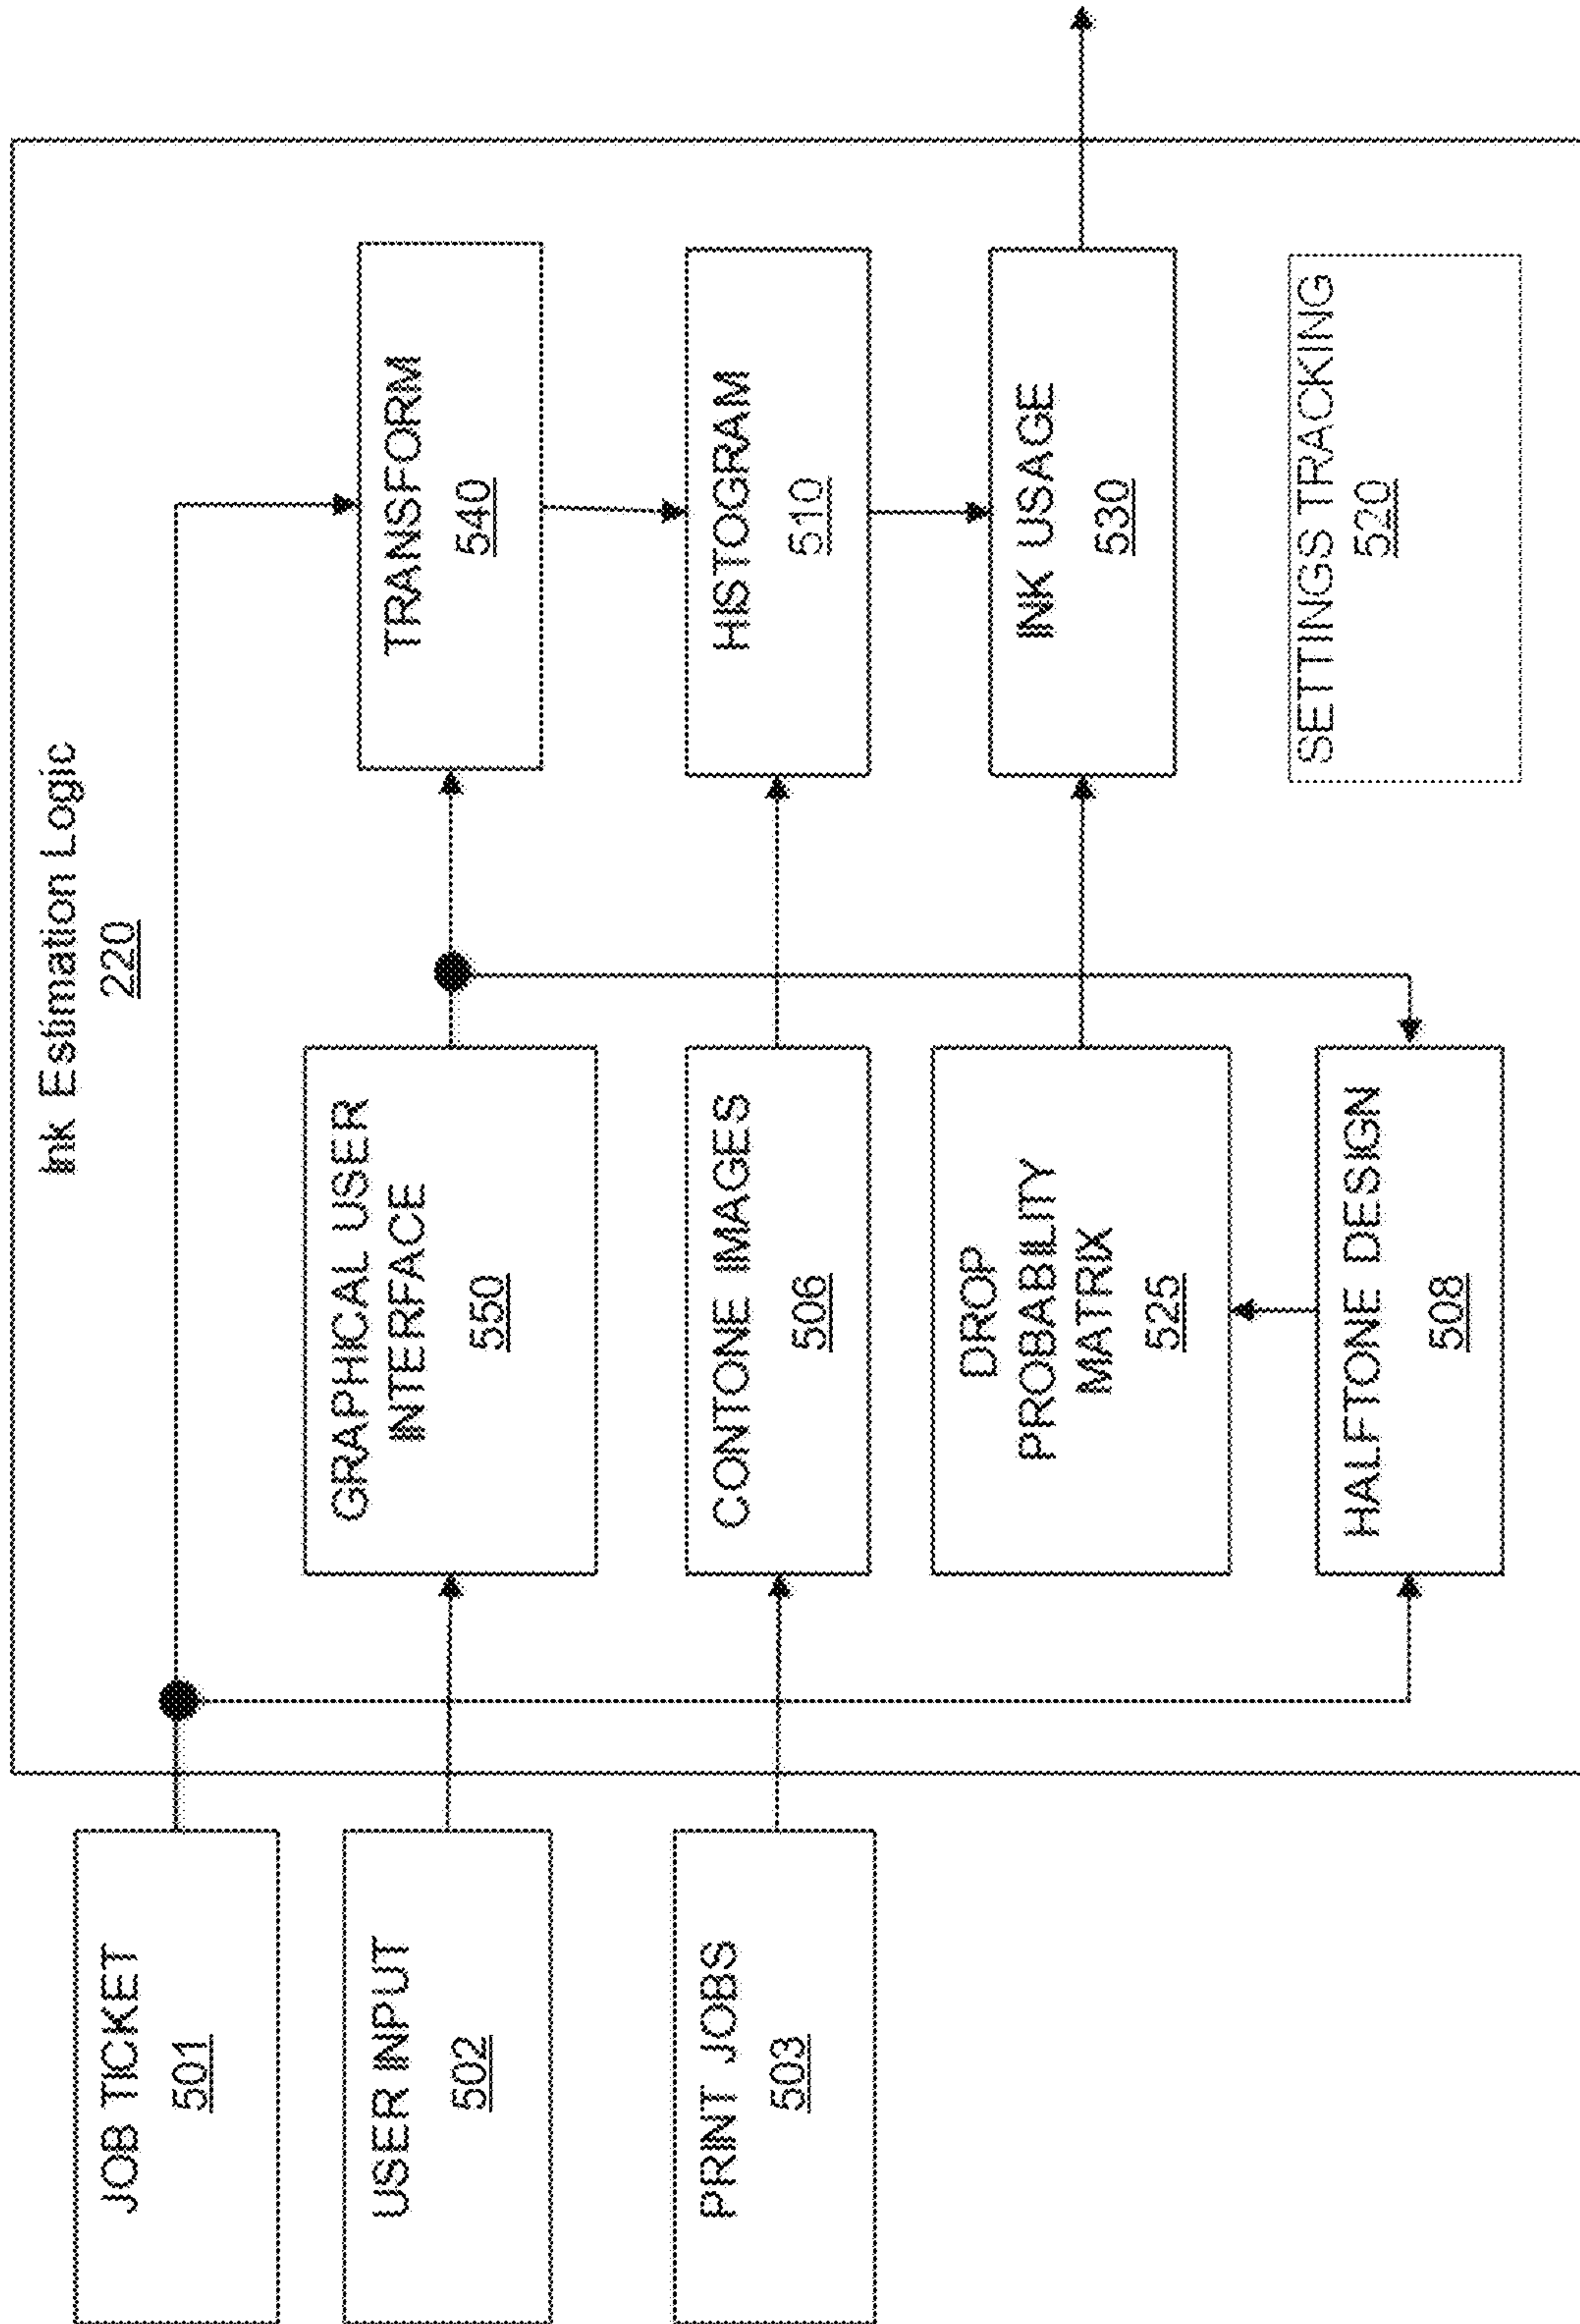 Ink Estimation Logic
220
JOB TICKET
501
USER INPUT
502
PRINT JOBS
503
GRAPHICAL USER
INTERFACE
550
CONTONE IMAGES
506
DROP
PROBABILITY
MATRIX
525
HALFTONE DESIGN
508
TRANSFORM
540
HISTOGRAM
510
INK USAGE
530
SETTINGS TRACKING
520